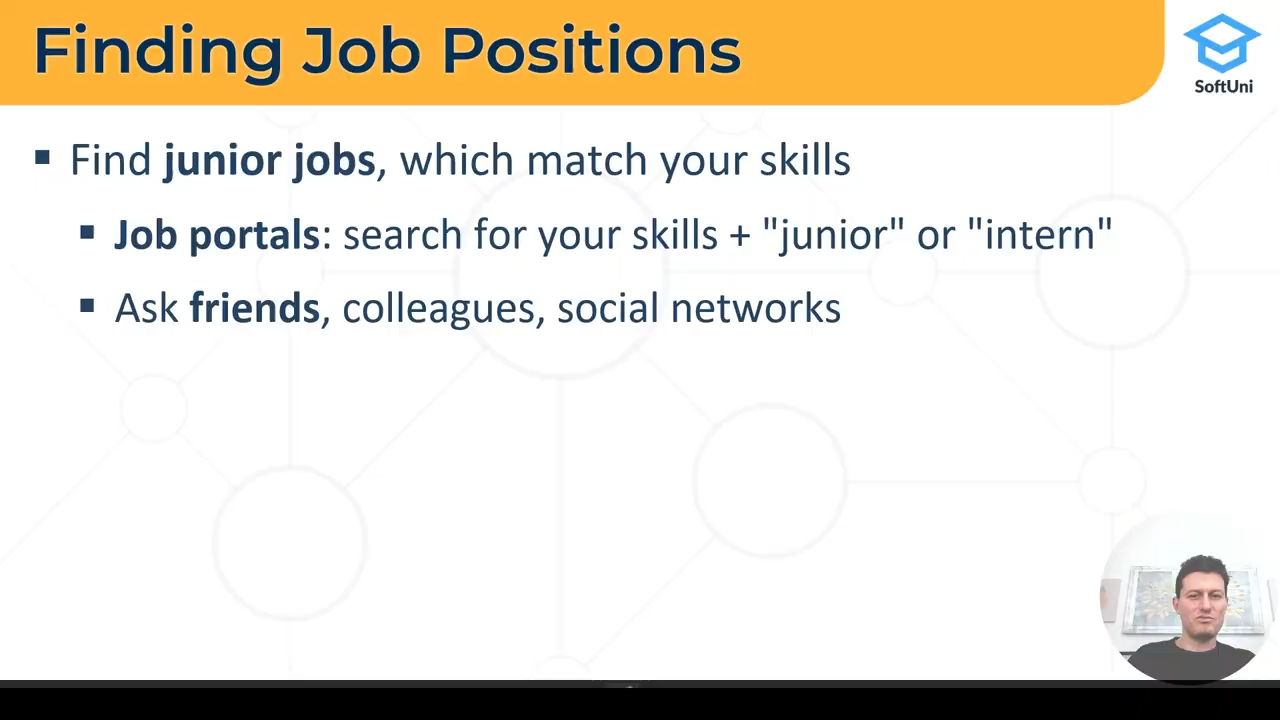 Finding Job Positions
SoftUni
▪ Find junior jobs, which match your skills
▪ Job portals: search for your skills + "junior" or "intern"
▪ Ask friends, colleagues, social networks